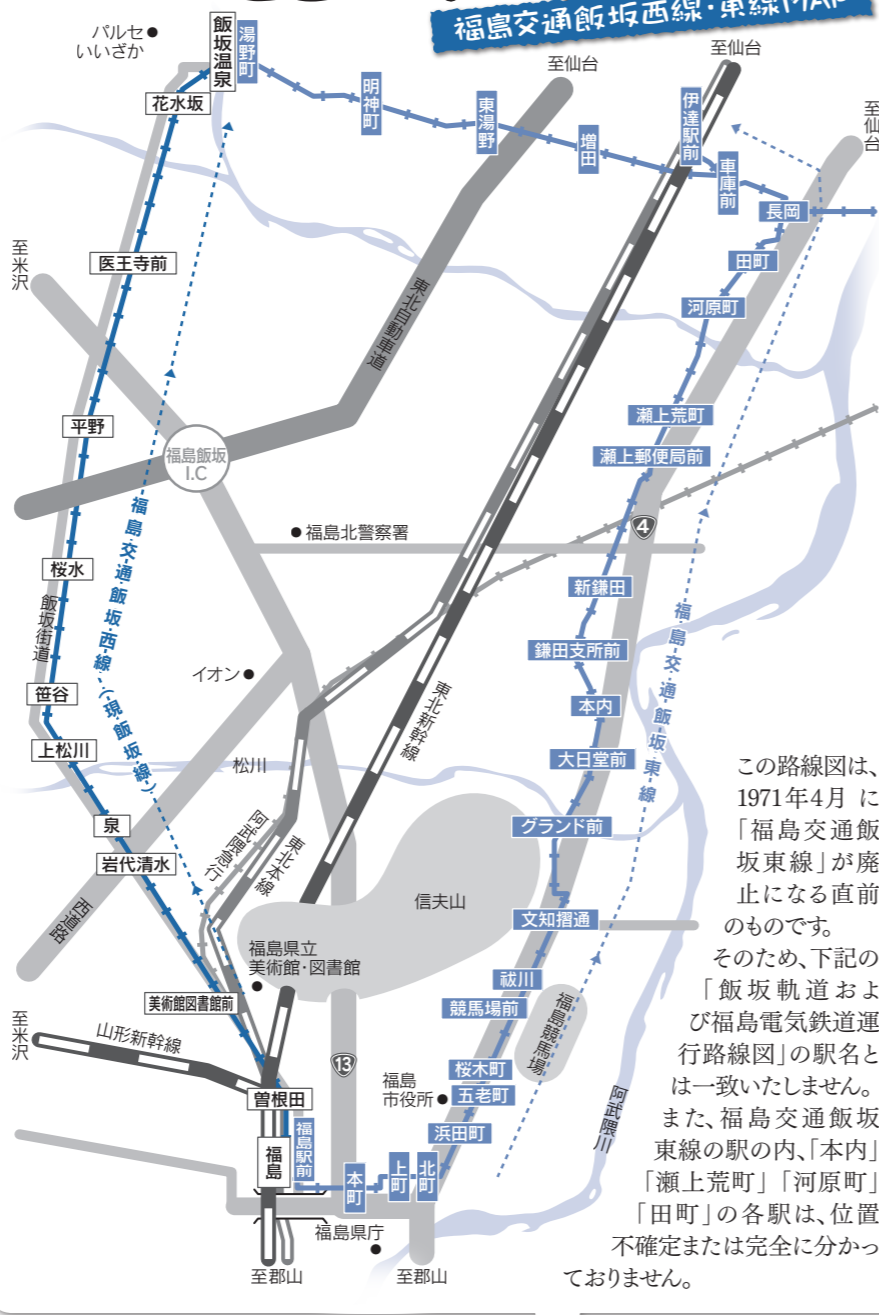 福島交通飯坂西線・東線MAP
パルセ
いいざか
飯坂温泉
湯野町
花水坂
明神町
東湯野
増田
至仙台
至仙台
至仙台
伊達駅前
車庫前
長岡
田町
河原町
瀬上荒町
瀬上郵便局前
医王寺前
至米沢
東北自動車道
平野
福島飯坂
I.C
福島北警察署
4
桜水
飯坂街道
福島交通飯坂西線(現飯坂線)
新鎌田
鎌田支所前
本内
大日堂前
福島交通飯坂東線
笹谷
イオン
上松川
松川
東北新幹線
泉
岩代清水
阿武隈急行
東北本線
グランド前
信夫山
文知摺通
西道路
福島県立
美術館・図書館
美術館図書館前
祓川
競馬場前
福島競馬場
至米沢
山形新幹線
13
曽根田
福島
福島駅前
福島
市役所
桜木町
五老町
浜田町
阿武隈川
本町
上町
北町
福島県庁
至郡山
至郡山
この路線図は、
1971年4月に
「福島交通飯
坂東線」が廃
止になる直前
のものです。
そのため、下記の
「飯坂軌道およ
び福島電気鉄道運
行路線図」の駅名と
は一致いたしません。
また、福島交通飯坂
東線の駅の内、「本内」
「瀬上荒町」「河原町」
「田町」の各駅は、位置
不確定または完全に分かっ
ておりません。